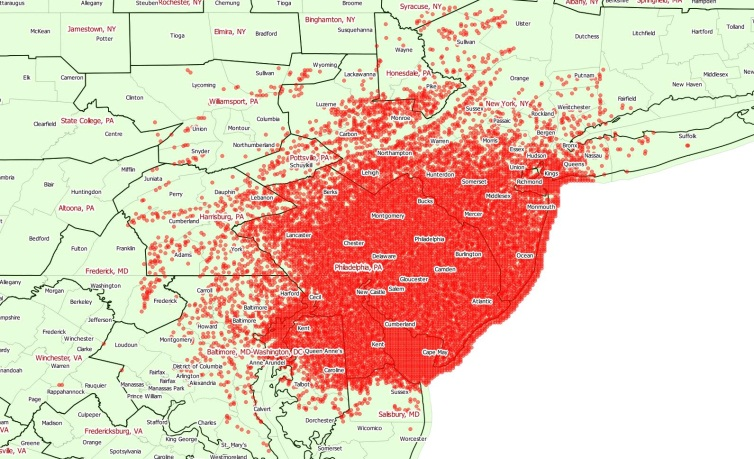 Allegany
Steuben
Rochester, NY
Chemung
Tioga
Broome
Syracuse, NY
Albany, NY
Berkshire
Springfield, MA
Jamestown, NY
Binghamton, NY
Susquehanna
Ulster
McKean
Potter
Tioga
Elmira, NY
Bradford
Wayne
Sullivan
Dutchess
Litchfield
Hartford
Tolland
Elk
Cameron
Sullivan
Wyoming
Lackawanna
Honesdale, PA
Orange
Putnam
Middlesex
New Haven
Lycoming
Pike
Clinton
Williamsport, PA
Luzerne
Sussex
New York, NY
Westchester
Fairfield
Clearfield
State College, PA
Centre
Union
Montour
Columbia
Carbon
Monroe
Passaic
Rockland
Bergen
Suffolk
Snyder
Northumberland
Warren
Morris
Essex
Hudson
Bronx
Nassau
Queens
Mifflin
Pottsville, PA
Schuylkill
Northampton
Union
Kings
Blair
Juniata
Lehigh
Hunterdon
Somerset
Richmond
Huntingdon
Perry
Dauphin
Lebanon
Berks
Bucks
Middlesex
Monmouth
Altoona, PA
Cumberland
Harrisburg, PA
Montgomery
Mercer
Bedford
Fulton
Franklin
Adams
York
Lancaster
Chester
Philadelphia
Delaware
Burlington
Ocean
Frederick, MD
Philadelphia, PA
Camden
Allegany
Washington
Gloucester
Morgan
Berkeley
Frederick
Carroll
Harford
Cecil
New Castle
Salem
Atlantic
Baltimore
Jefferson
Howard
Baltimore
Kent
Cumberland
Frederick
Clarke
Loudoun
Montgomery
Kent
Winchester, VA
Baltimore, MD-Washington, DC
Queen Anne's
Cape May
Warren
District of Columbia
Anne Arundel
Caroline
Fairfax
Arlington
Fairfax
Alexandria
Manassas
Manassas Park
Talbot
Fauquier
Rappahannock
Prince William
Sussex
Page
Calvert
Madison
Culpeper
Stafford
Charles
Dorchester
Salisbury, MD
Wicomico
Fredericksburg, VA
King George
Worcester
Greene
Orange
Spotsylvania
St. Mary's
Somerset
Caroline
Westmoreland